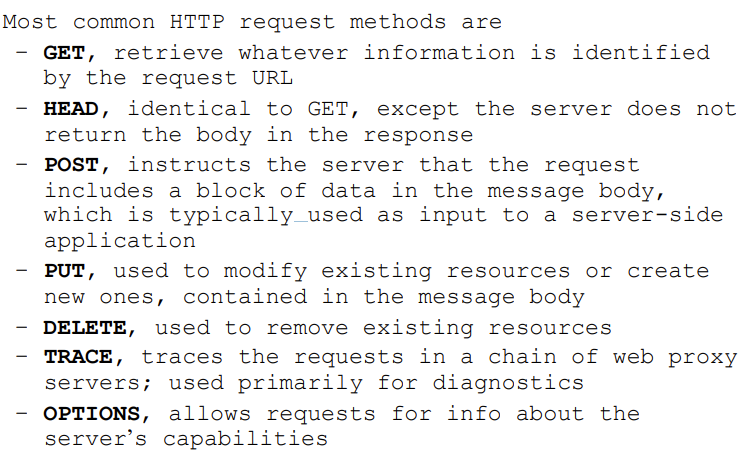 Most common HTTP request methods are
– GET, retrieve whatever information is identified
by the request URL
– HEAD, identical to GET, except the server does not
return the body in the response
– POST, instructs the server that the request
includes a block of data in the message body,
which is typically used as input to a server-side
application
– PUT, used to modify existing resources or create
new ones, contained in the message body
– DELETE, used to remove existing resources
– TRACE, traces the requests in a chain of web proxy
servers; used primarily for diagnostics
– OPTIONS, allows requests for info about the
server’s capabilities